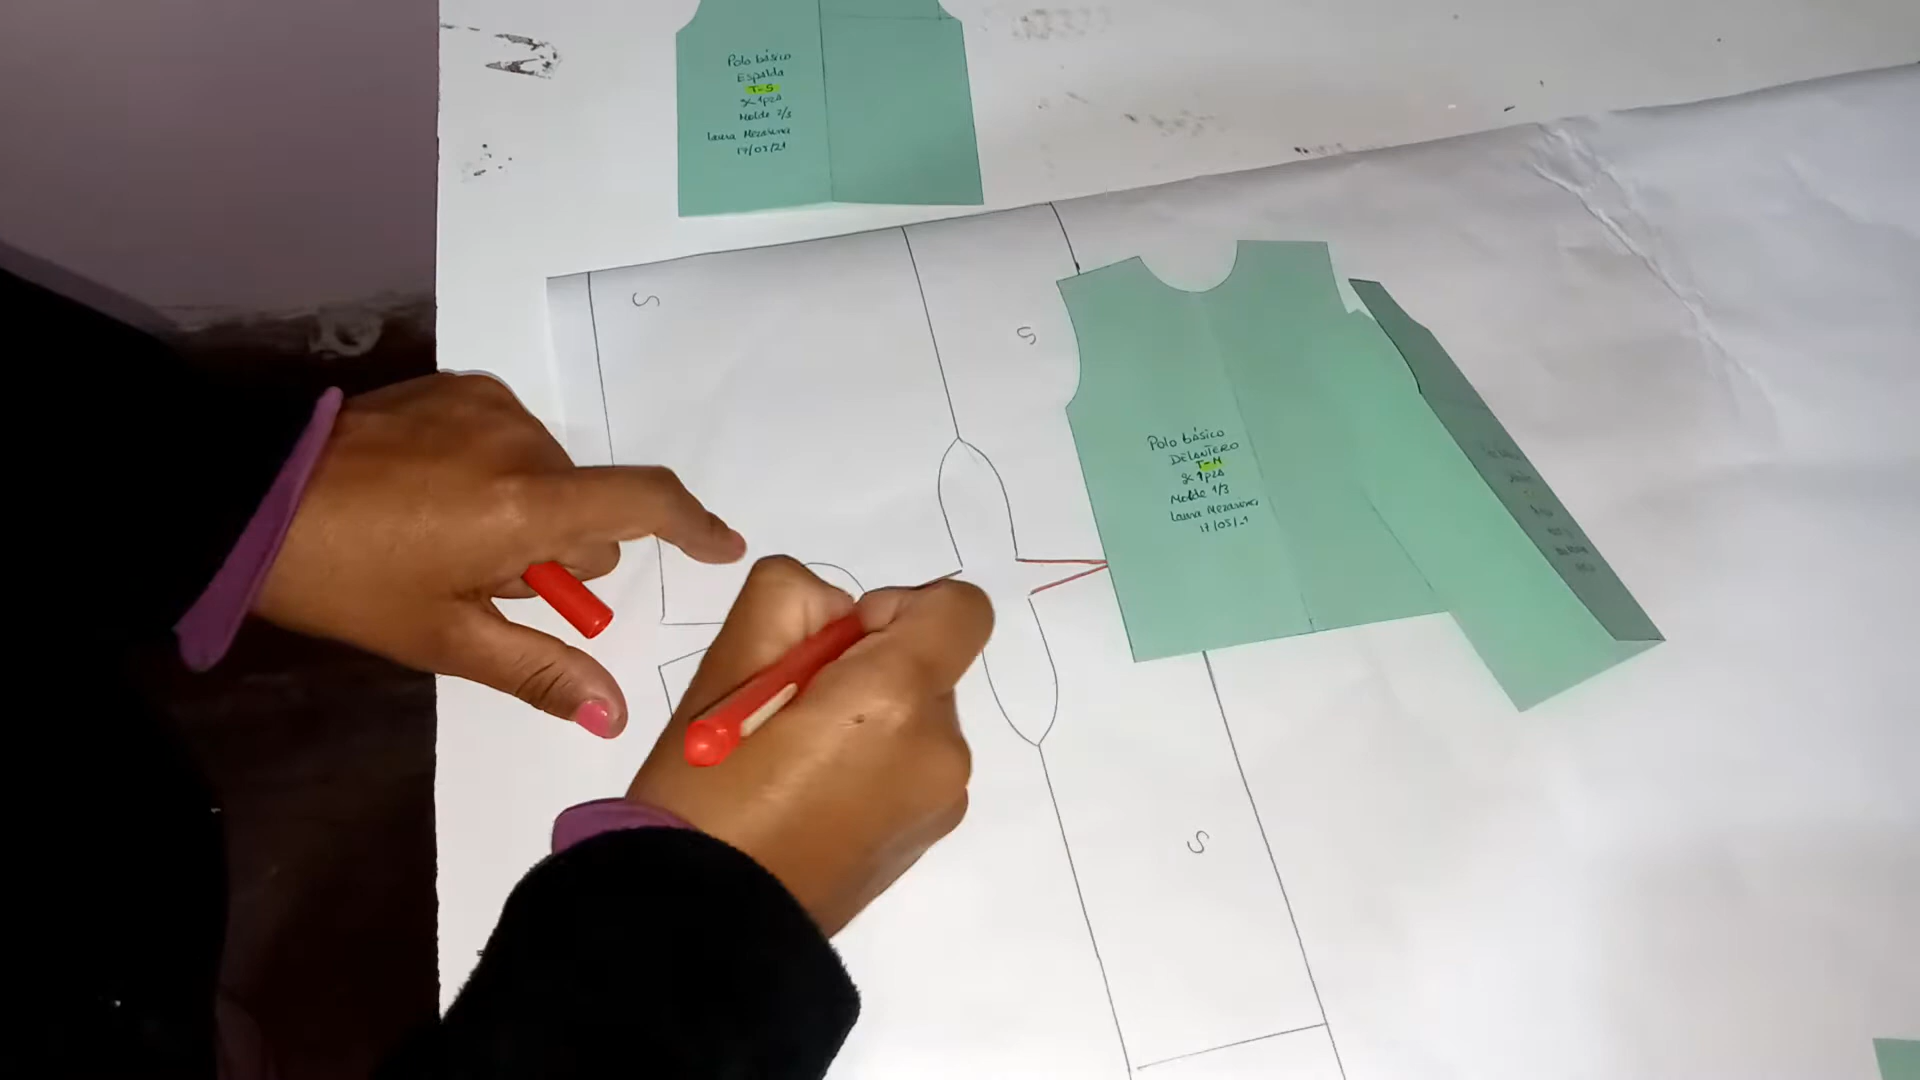 Polo básico
Espalda
T-S
x 1pza
Molde 2/3
Laura Mezarina
17/05/21
S
S
Polo básico
DELANTERO
T-M
x 1pza
Molde 1/3
Laura Mezarina
17/05/21
S